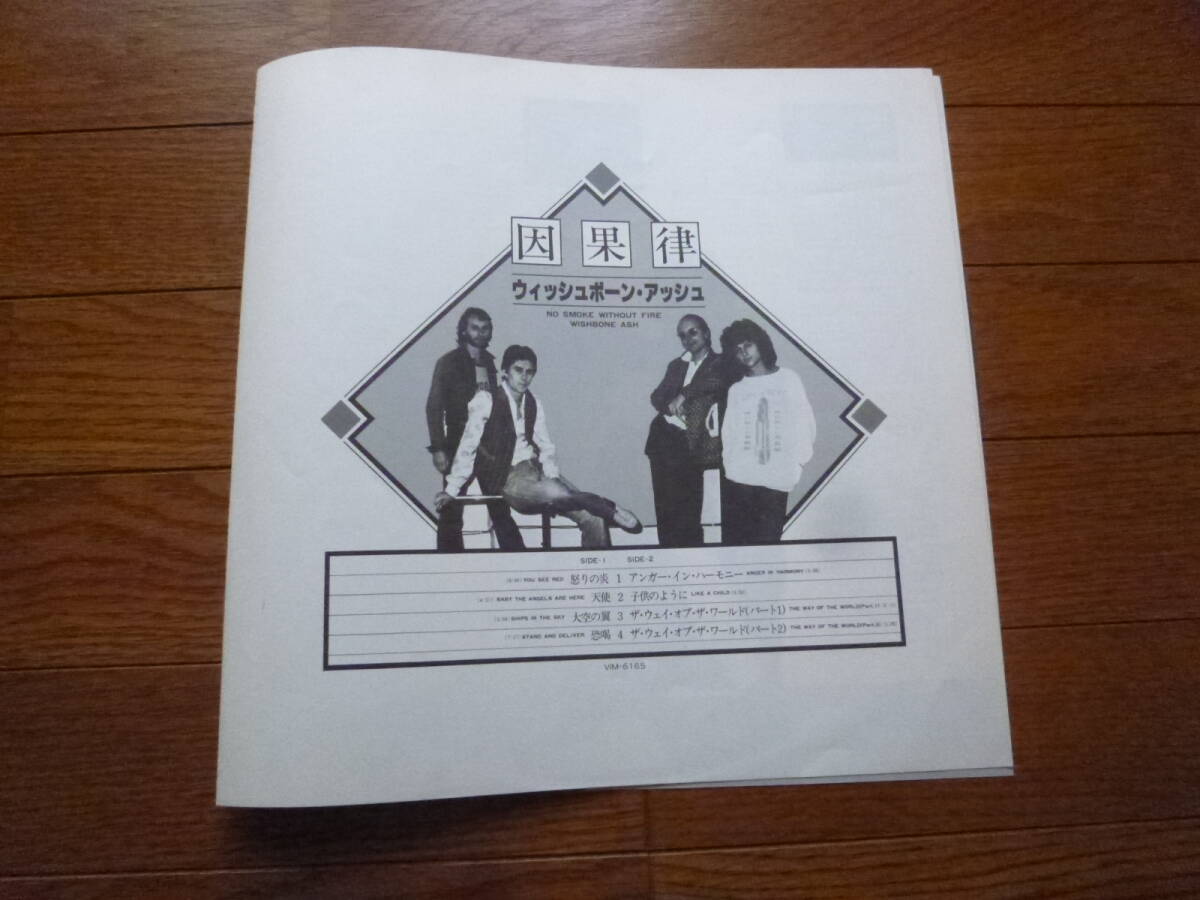 因果律
ウィッシュボーン・アッシュ
NO SMOKE WITHOUT FIRE
WISHBONE ASH
SIDE-1 SIDE-2
YOU SEE RED 怒りの炎 1 アンガー・イン・ハーモニー ANGER IN HARMONY
BABY THE ANGELS ARE HERE 天使 2 子供のように LIKE A CHILD
SHIPS IN THE SKY 大空の翼 3 ザ・ウェイ・オブ・ザ・ワールド(パート1) THE WAY OF THE WORLD(Part.1)
STAND AND DELIVER 恐喝 4 ザ・ウェイ・オブ・ザ・ワールド(パート2) THE WAY OF THE WORLD(Part.2)
VIM-6165